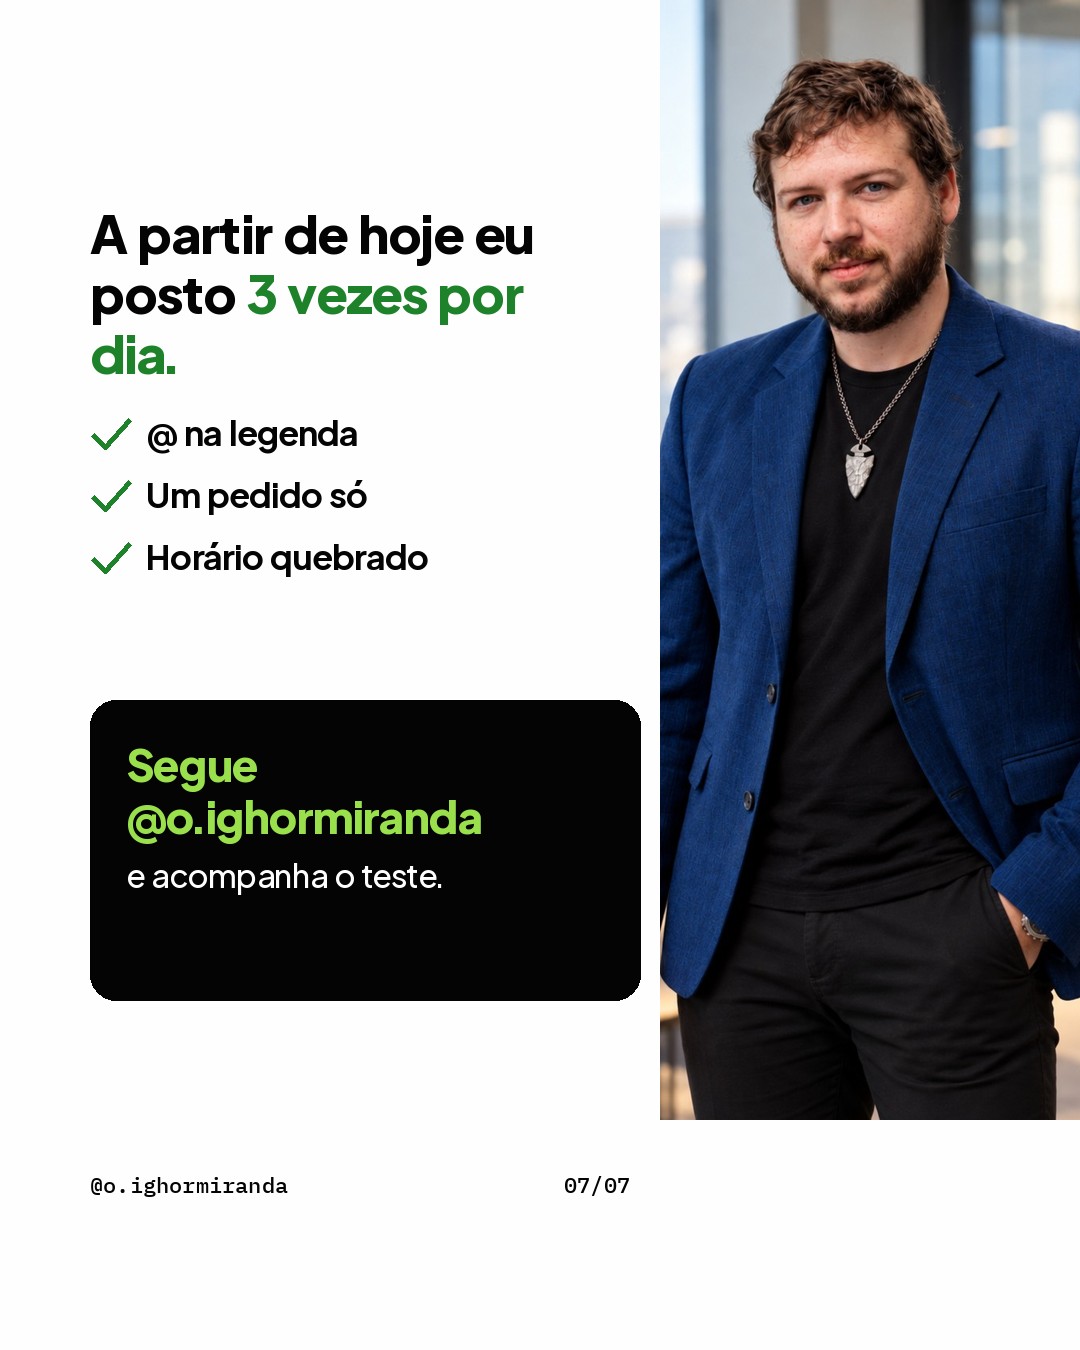 A partir de hoje eu
posto 3 vezes por
dia.
@ na legenda
Um pedido só
Horário quebrado
Segue
@o.ighormiranda
e acompanha o teste.
@o.ighormiranda
07/07